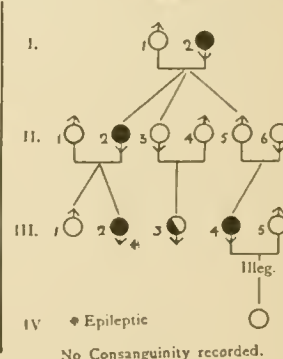 I. 1 2
II. 1 2 3 4 5 6
III. 1 2 3 4 5
Illeg.
IV Epileptic
No Consanguinity recorded.